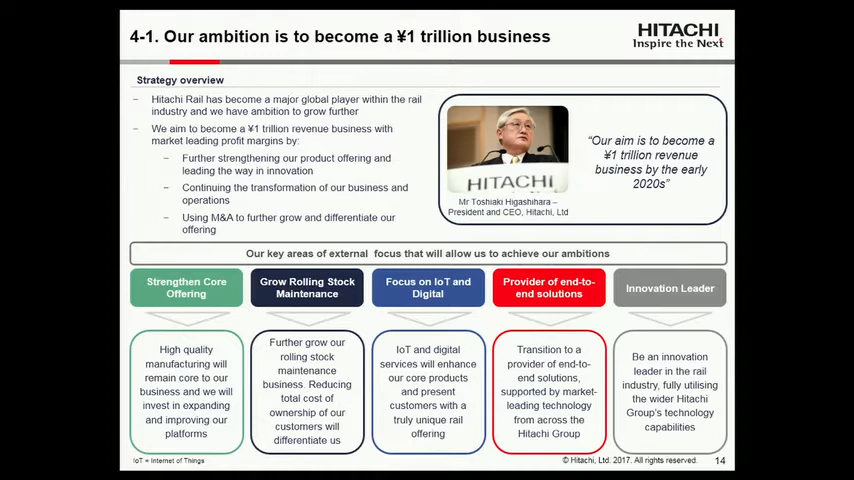 4-1. Our ambition is to become a ¥1 trillion business
HITACHI
Inspire the Next
Strategy overview
− Hitachi Rail has become a major global player within the rail
industry and we have ambition to grow further
− We aim to become a ¥1 trillion revenue business with
market leading profit margins by:
− Further strengthening our product offering and
leading the way in innovation
− Continuing the transformation of our business and
operations
− Using M&A to further grow and differentiate our
offering
HITACHI
Mr Toshiaki Higashihara –
President and CEO, Hitachi, Ltd
“Our aim is to become a
¥1 trillion revenue
business by the early
2020s”
Our key areas of external focus that will allow us to achieve our ambitions
Strengthen Core
Offering
Grow Rolling Stock
Maintenance
Focus on IoT and
Digital
Provider of end-to-
end solutions
Innovation Leader
High quality
manufacturing will
remain core to our
business and we will
invest in expanding
and improving our
platforms
Further grow our
rolling stock
maintenance
business. Reducing
total cost of
ownership of our
customers will
differentiate us
IoT and digital
services will enhance
our core products
and present
customers with a
truly unique rail
offering
Transition to a
provider of end-to-
end solutions,
supported by market-
leading technology
from across the
Hitachi Group
Be an innovation
leader in the rail
industry, fully utilising
the wider Hitachi
Group’s technology
capabilities
IoT = Internet of Things
© Hitachi, Ltd. 2017. All rights reserved.
14